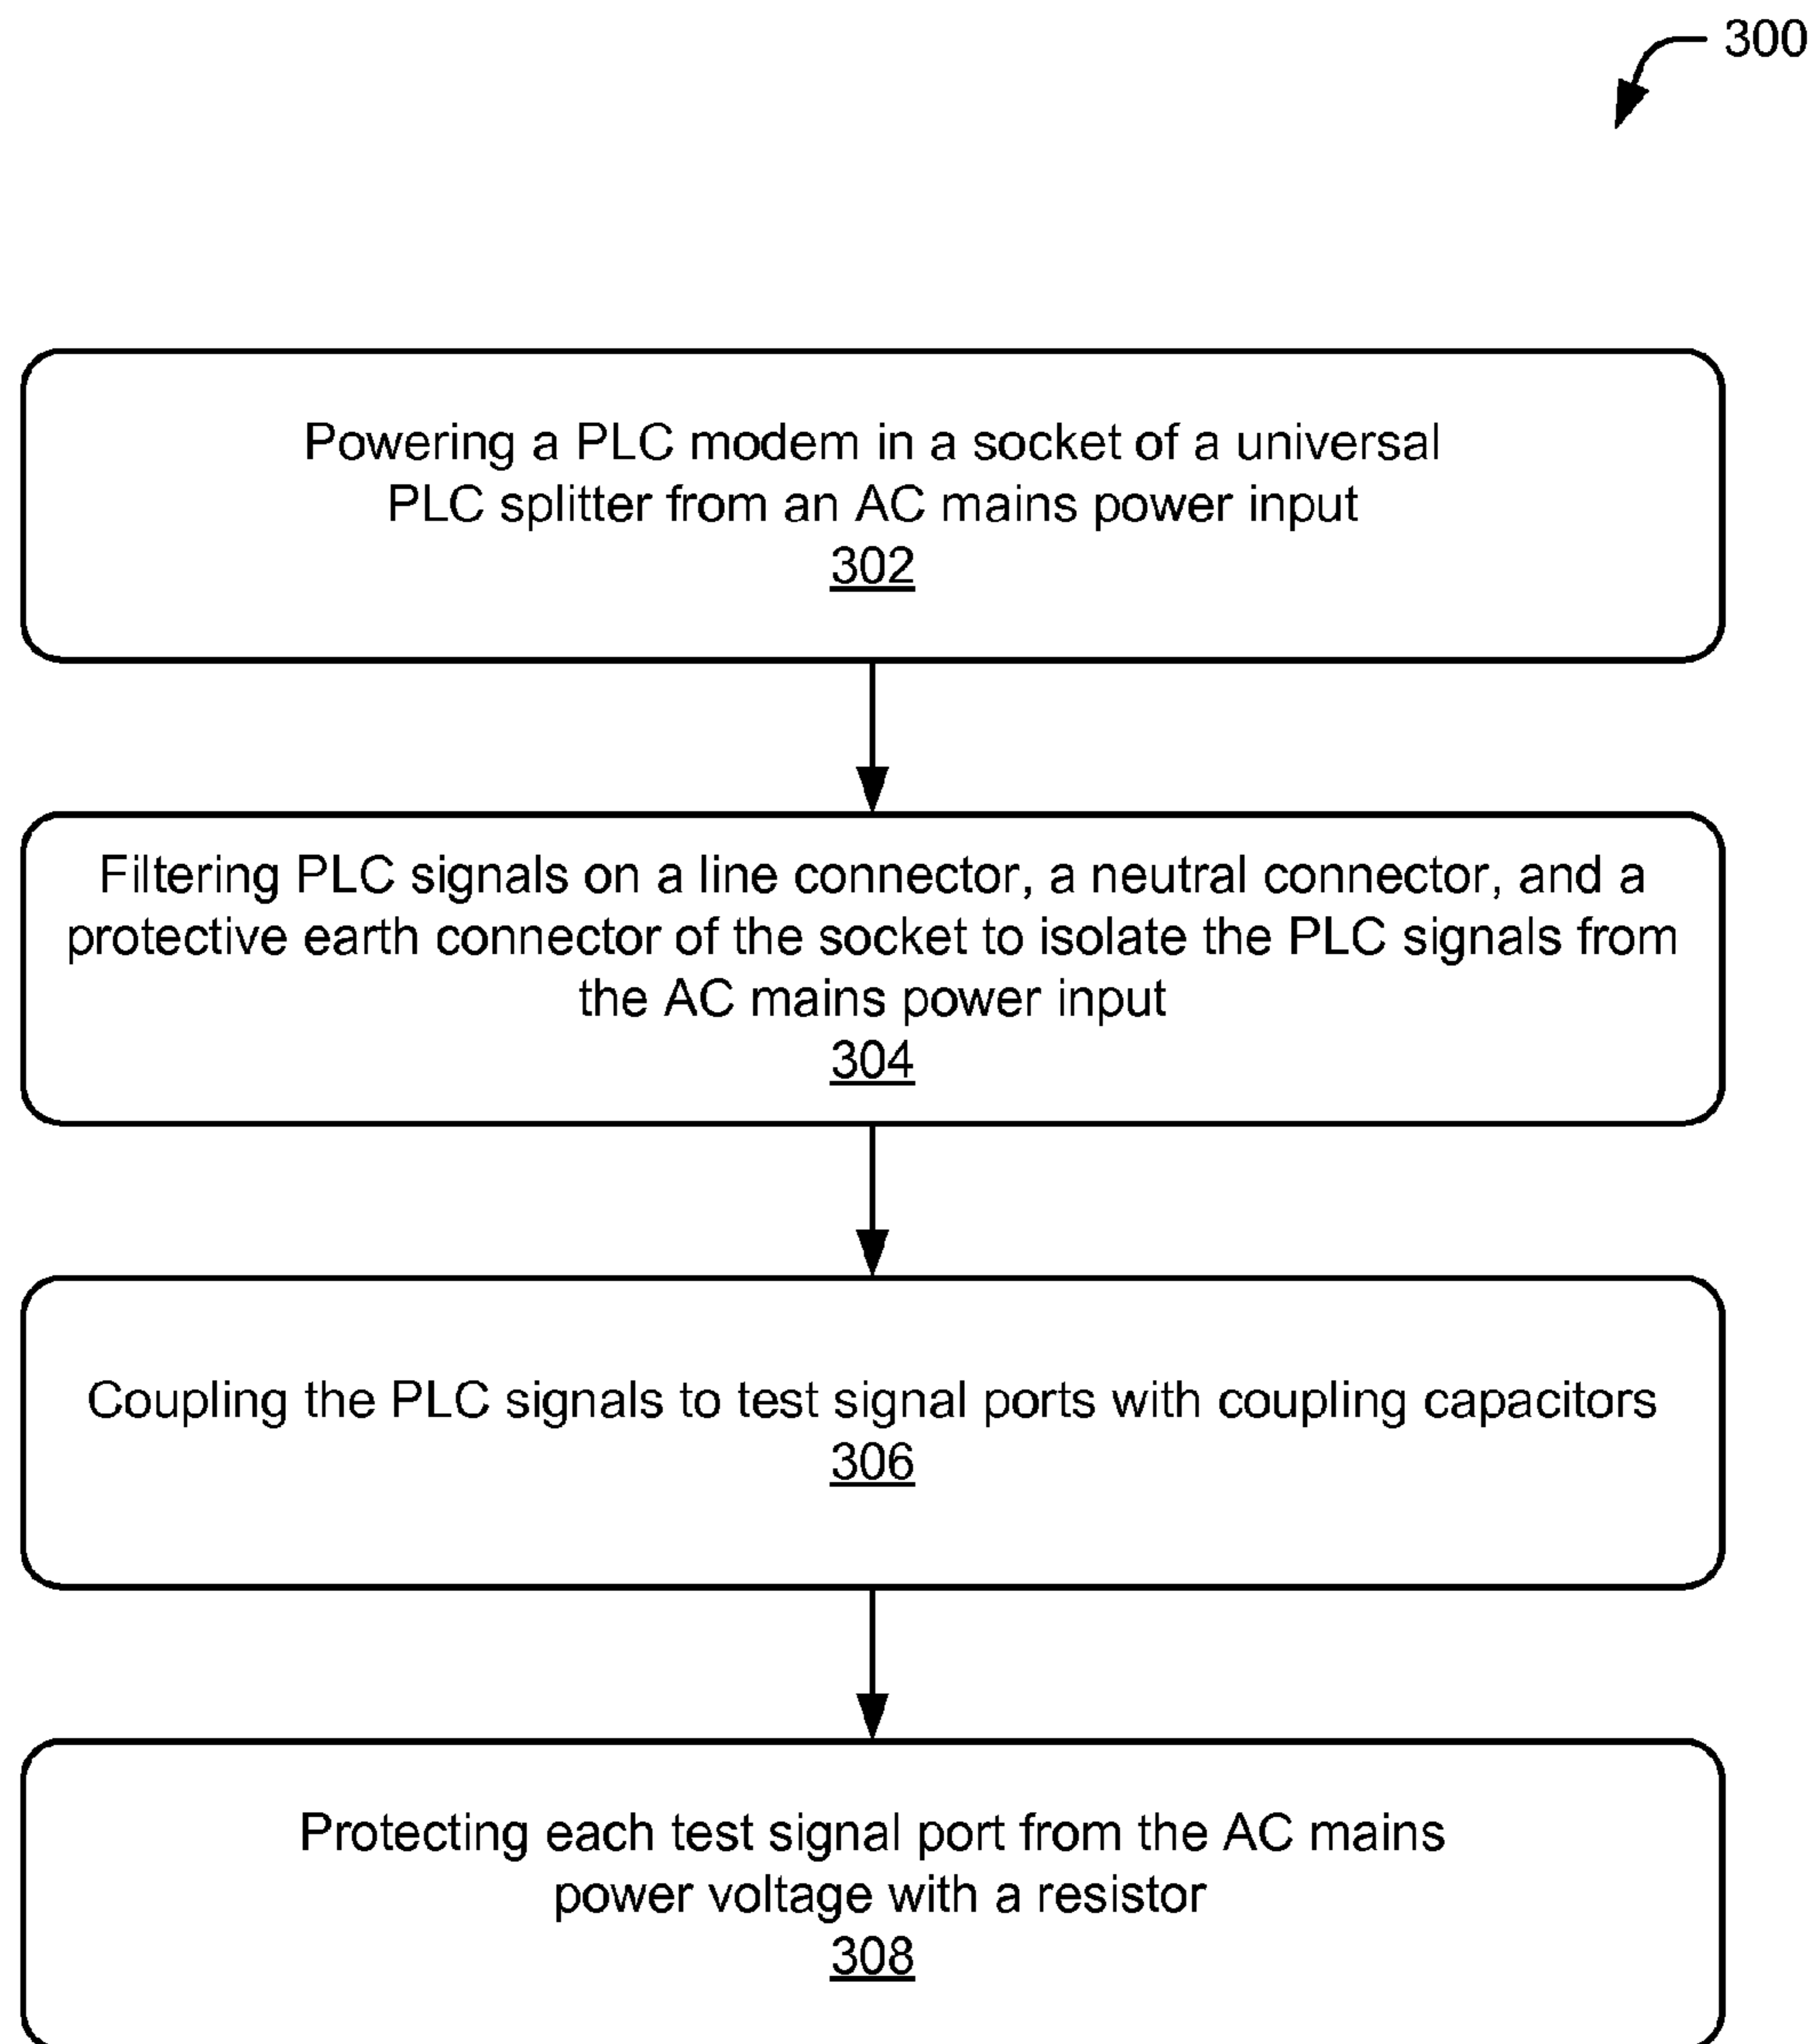 300
Powering a PLC modem in a socket of a universal
PLC splitter from an AC mains power input
302
Filtering PLC signals on a line connector, a neutral connector, and a
protective earth connector of the socket to isolate the PLC signals from
the AC mains power input
304
Coupling the PLC signals to test signal ports with coupling capacitors
306
Protecting each test signal port from the AC mains
power voltage with a resistor
308